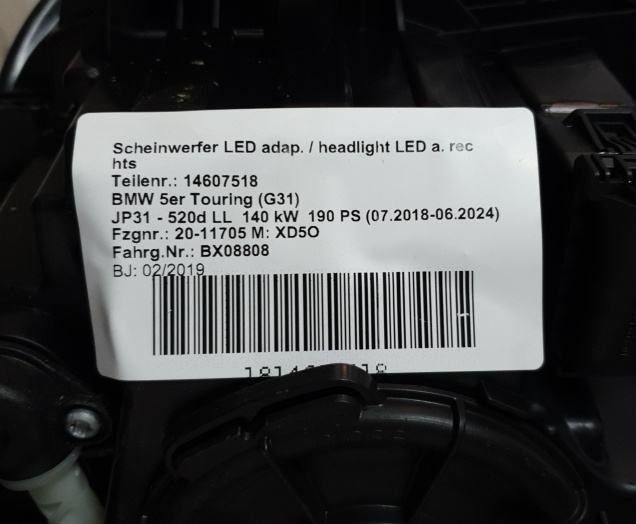 Scheinwerfer LED adap. / headlight LED a. rec
hts
Teilenr.: 14607518
BMW 5er Touring (G31)
JP31 - 520d LL 140 kW 190 PS (07.2018-06.2024)
Fzgnr.: 20-11705 M: XD5O
Fahrg.Nr.: BX08808
BJ: 02/2019